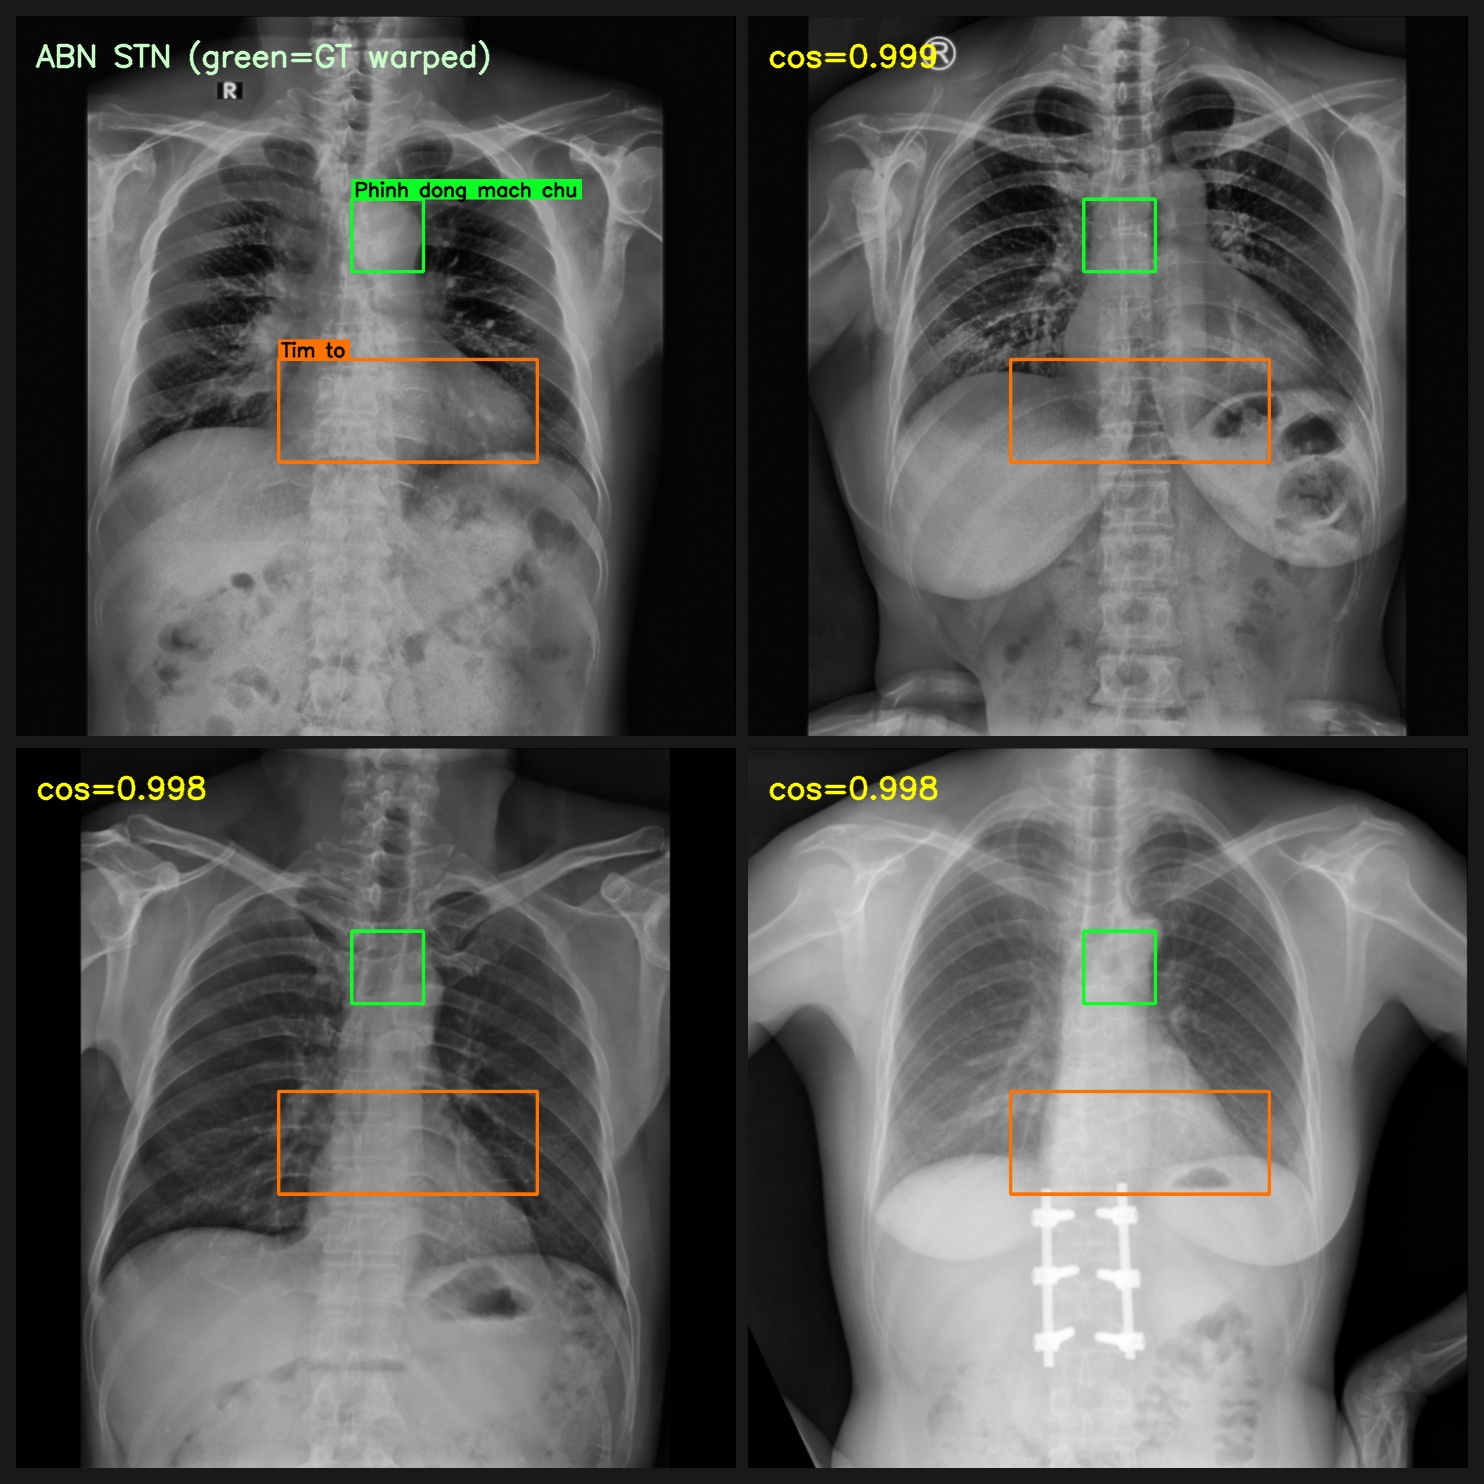 ABN STN (green=GT warped)
R
Phinh dong mach chu
Tim to
cos=0.999
R
cos=0.998
cos=0.998